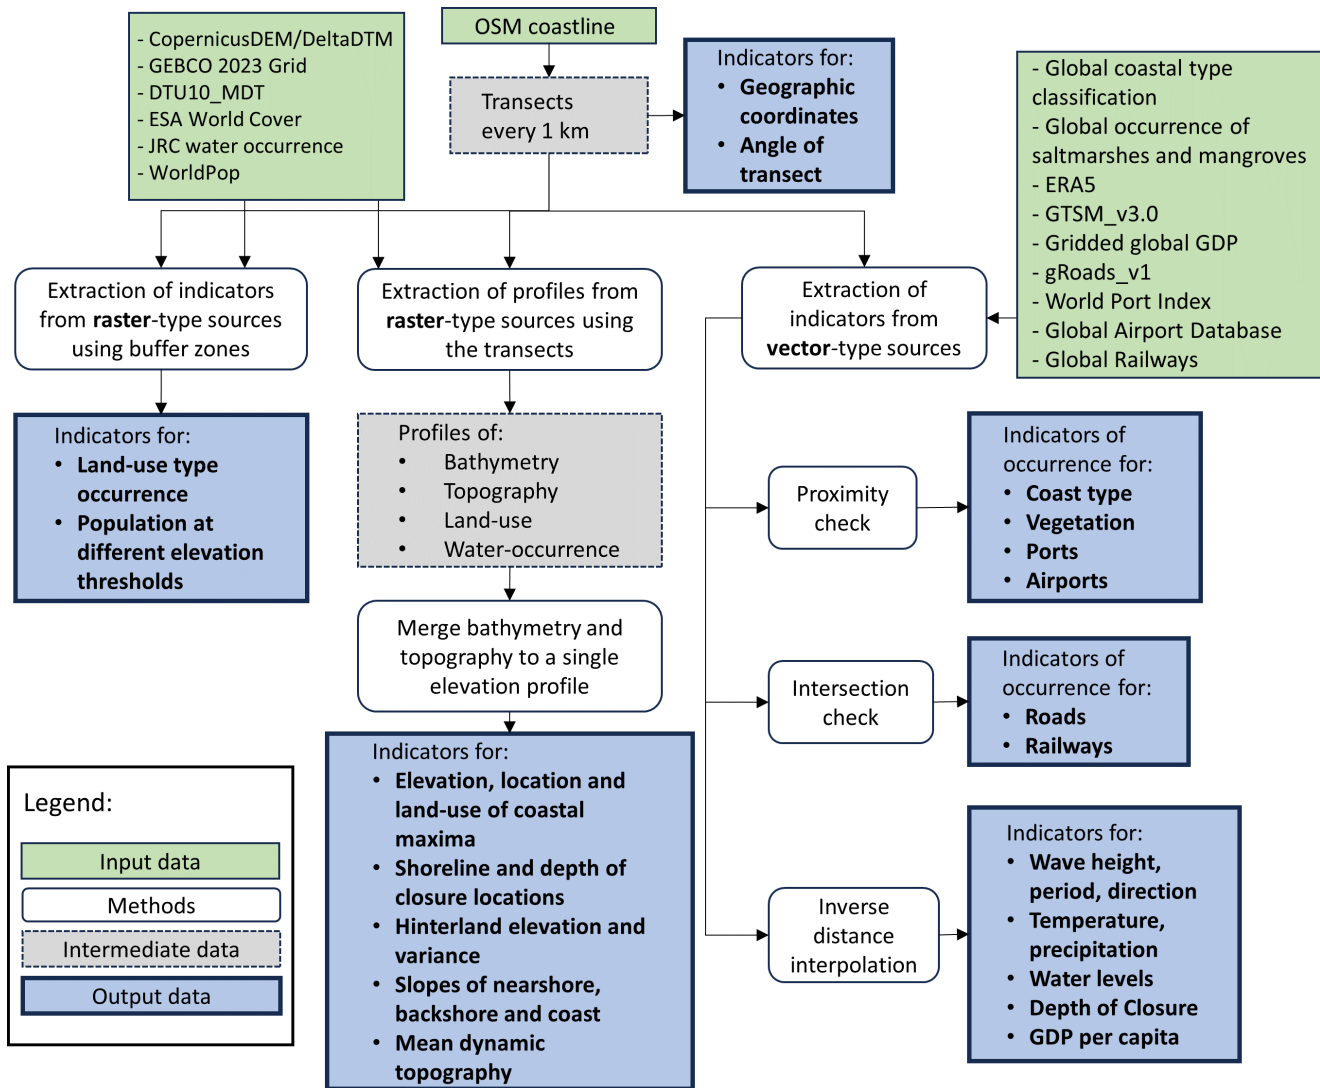 - CopernicusDEM/DeltaDTM
- GEBCO 2023 Grid
- DTU10_MDT
- ESA World Cover
- JRC water occurrence
- WorldPop
OSM coastline
Transects
every 1 km
Indicators for:
• Geographic
coordinates
• Angle of
transect
- Global coastal type
classification
- Global occurrence of
saltmarshes and mangroves
- ERA5
- GTSM_v3.0
- Gridded global GDP
- gRoads_v1
- World Port Index
- Global Airport Database
- Global Railways
Extraction of indicators
from raster-type sources
using buffer zones
Extraction of profiles from
raster-type sources using
the transects
Extraction of
indicators from
vector-type sources
Indicators for:
• Land-use type
occurrence
• Population at
different elevation
thresholds
Profiles of:
• Bathymetry
• Topography
• Land-use
• Water-occurrence
Merge bathymetry and
topography to a single
elevation profile
Indicators for:
• Elevation, location and
land-use of coastal
maxima
• Shoreline and depth of
closure locations
• Hinterland elevation and
variance
• Slopes of nearshore,
backshore and coast
• Mean dynamic
topography
Proximity
check
Indicators of
occurrence for:
• Coast type
• Vegetation
• Ports
• Airports
Intersection
check
Indicators of
occurrence for:
• Roads
• Railways
Inverse
distance
interpolation
Indicators for:
• Wave height,
period, direction
• Temperature,
precipitation
• Water levels
• Depth of Closure
• GDP per capita
Legend:
Input data
Methods
Intermediate data
Output data